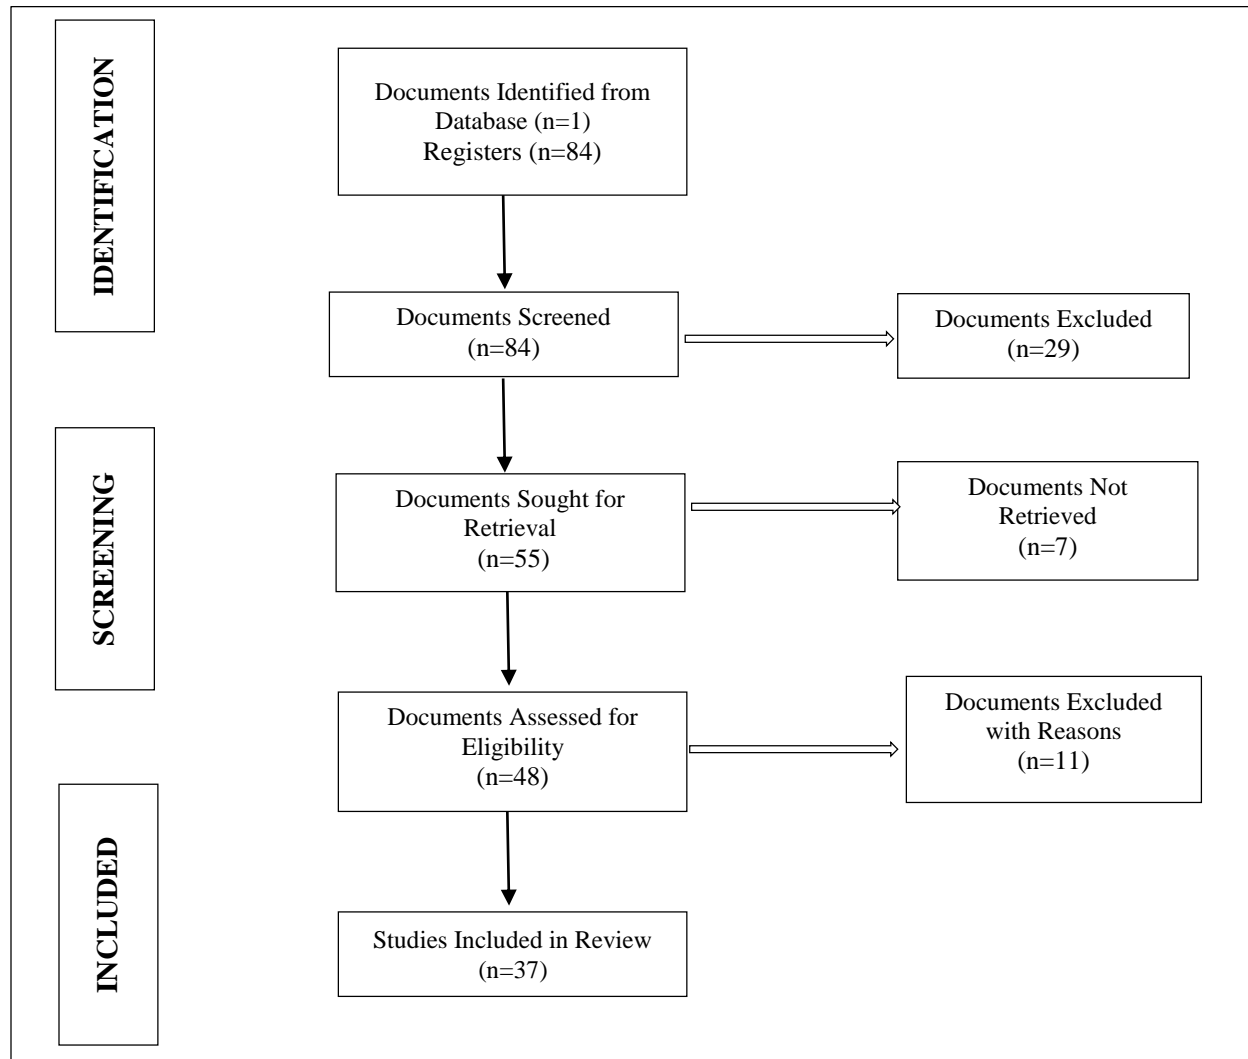 IDENTIFICATION
Documents Identified from
Database (n=1)
Registers (n=84)
Documents Screened
(n=84)
Documents Excluded
(n=29)
SCREENING
Documents Sought for
Retrieval
(n=55)
Documents Not
Retrieved
(n=7)
Documents Assessed for
Eligibility
(n=48)
Documents Excluded
with Reasons
(n=11)
INCLUDED
Studies Included in Review
(n=37)